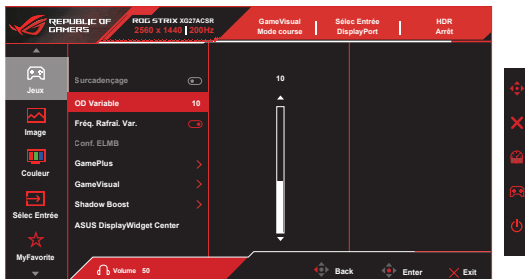 REPUBLIC OF
GAMERS
ROG STRIX XG27ACSR
2560 x 1440 200Hz
GameVisual
Mode course
Sélec Entrée
DisplayPort
HDR
Arrêt
Jeux
Image
Couleur
Sélec Entrée
MyFavorite
Surcadençage
OD Variable 10
Fréq. Rafraî. Var.
Conf. ELMB
GamePlus
GameVisual
Shadow Boost
ASUS DisplayWidget Center
10
Volume 50
Back
Enter
Exit